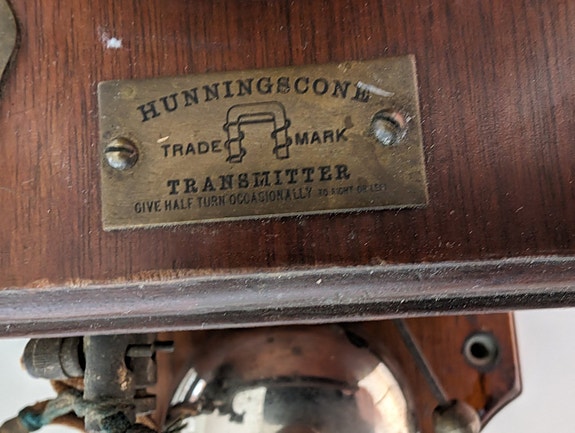 HUNNINGSCONE
TRADE MARK
TRANSMITTER
GIVE HALF TURN OCCASIONALLY TO RIGHT OR LEFT